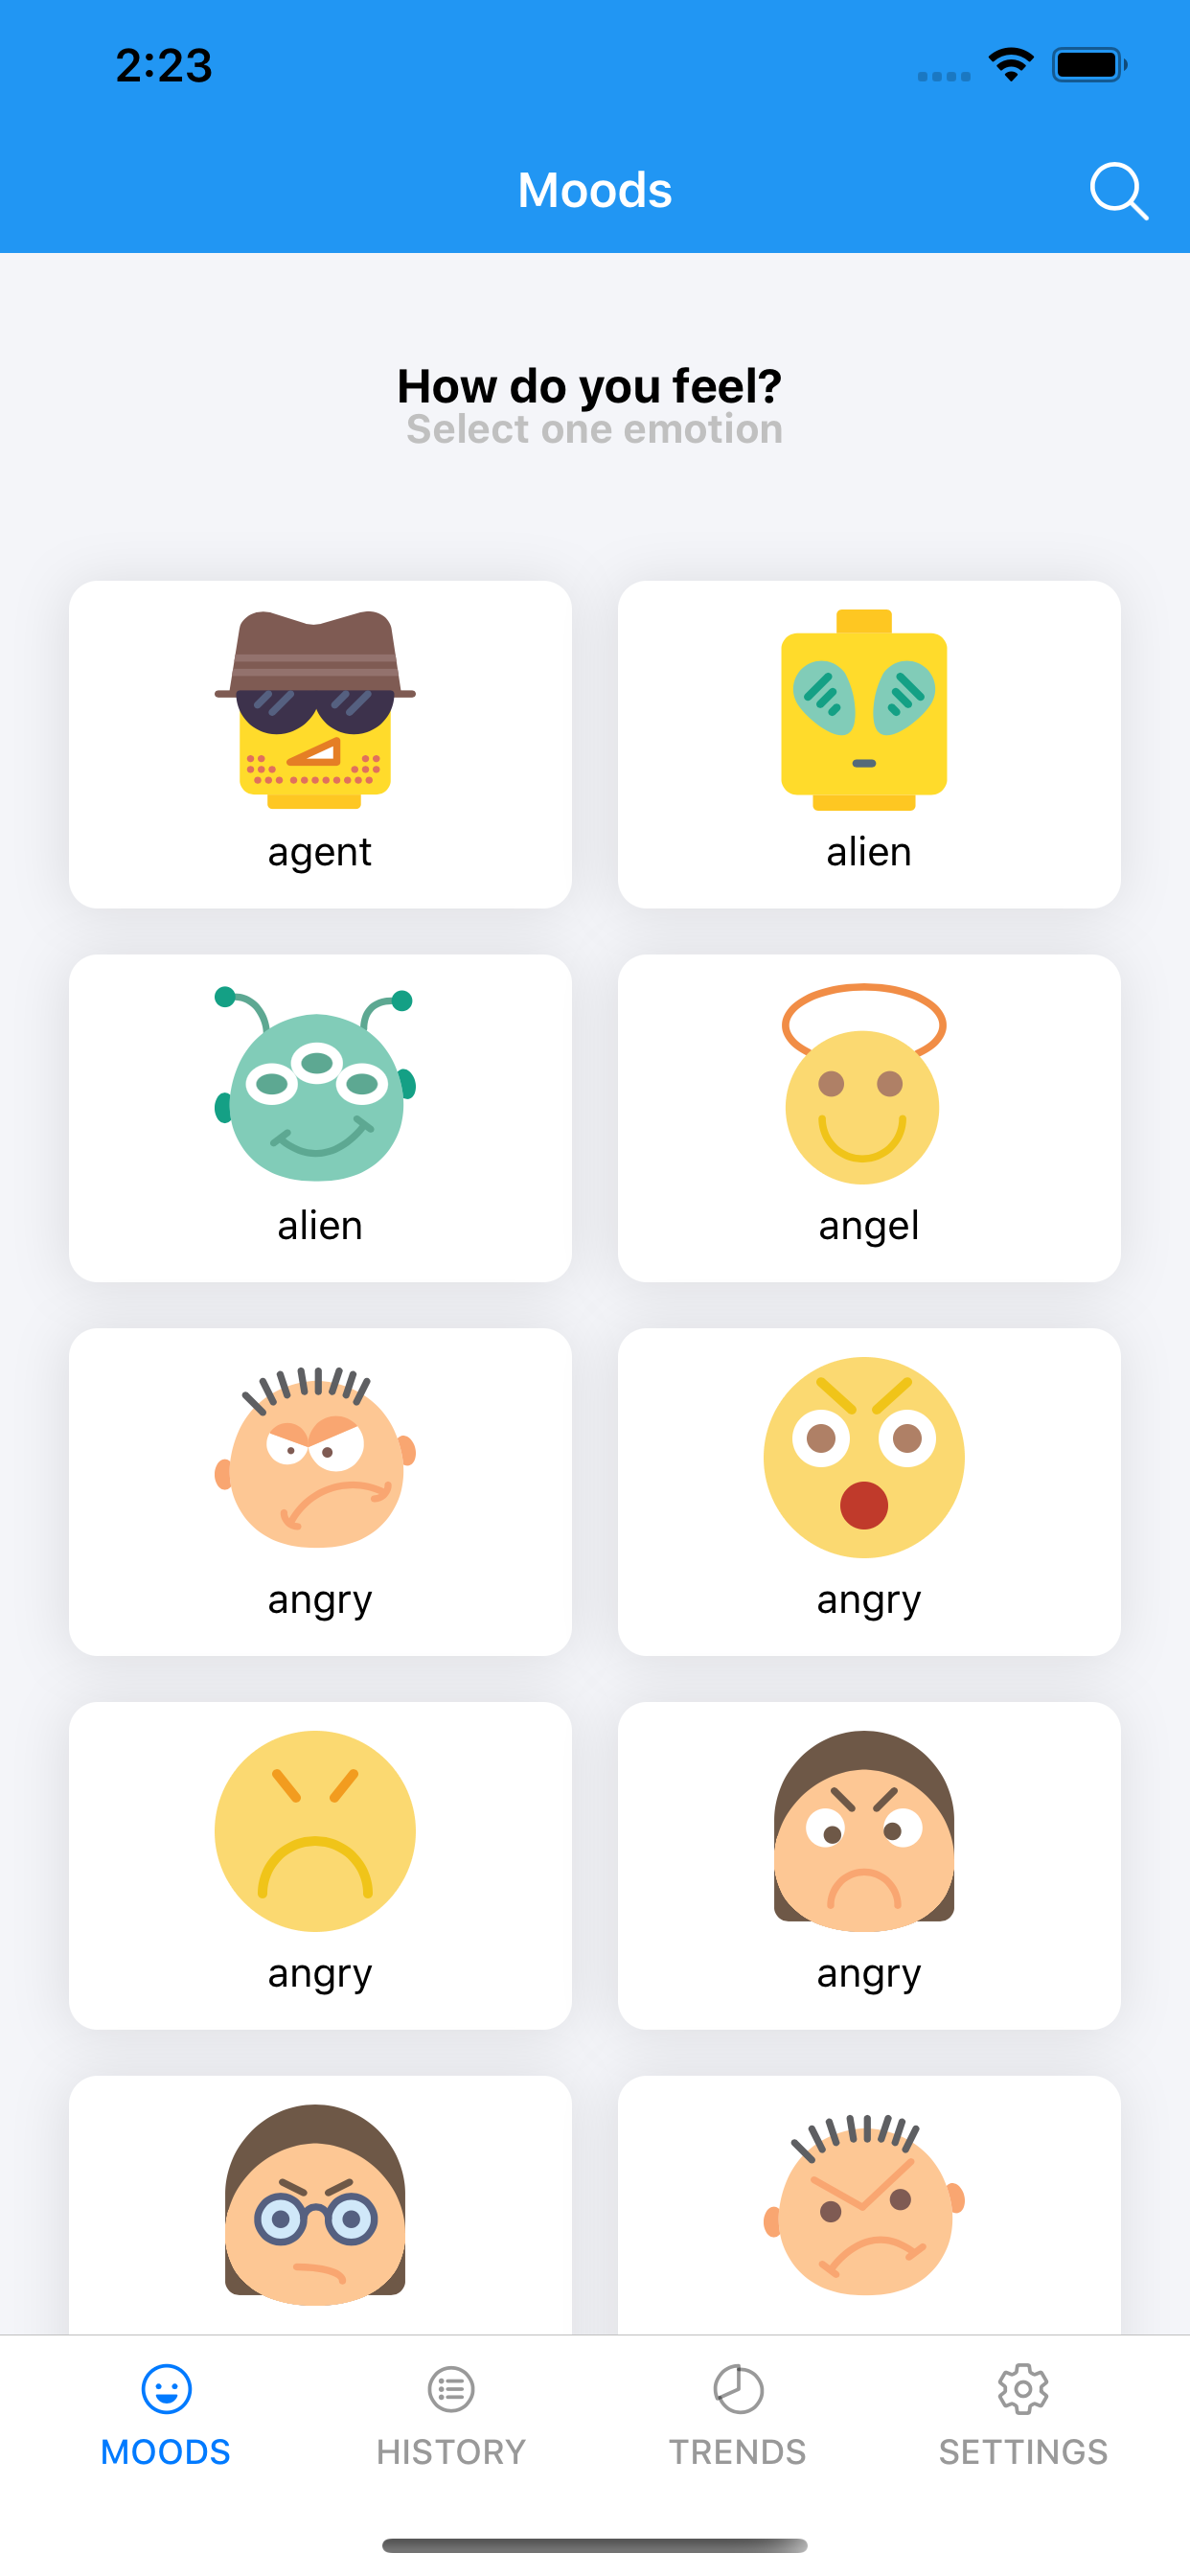 2:23
Moods
How do you feel?
Select one emotion
agent
alien
alien
angel
angry
angry
angry
angry
MOODS
HISTORY
TRENDS
SETTINGS